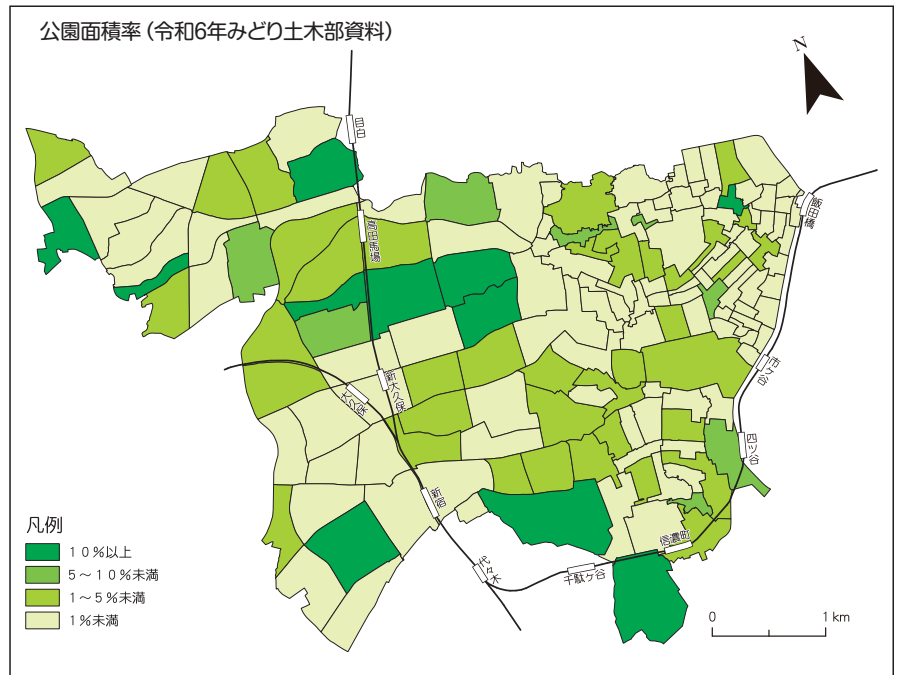 公園面積率（令和6年みどり土木部資料）
N
目白
飯田橋
高田馬場
市ヶ谷
新大久保
大久保
四ツ谷
新宿
信濃町
代々木
千駄ヶ谷
凡例
１０％以上
５～１０％未満
１～５％未満
１％未満
0 1 km